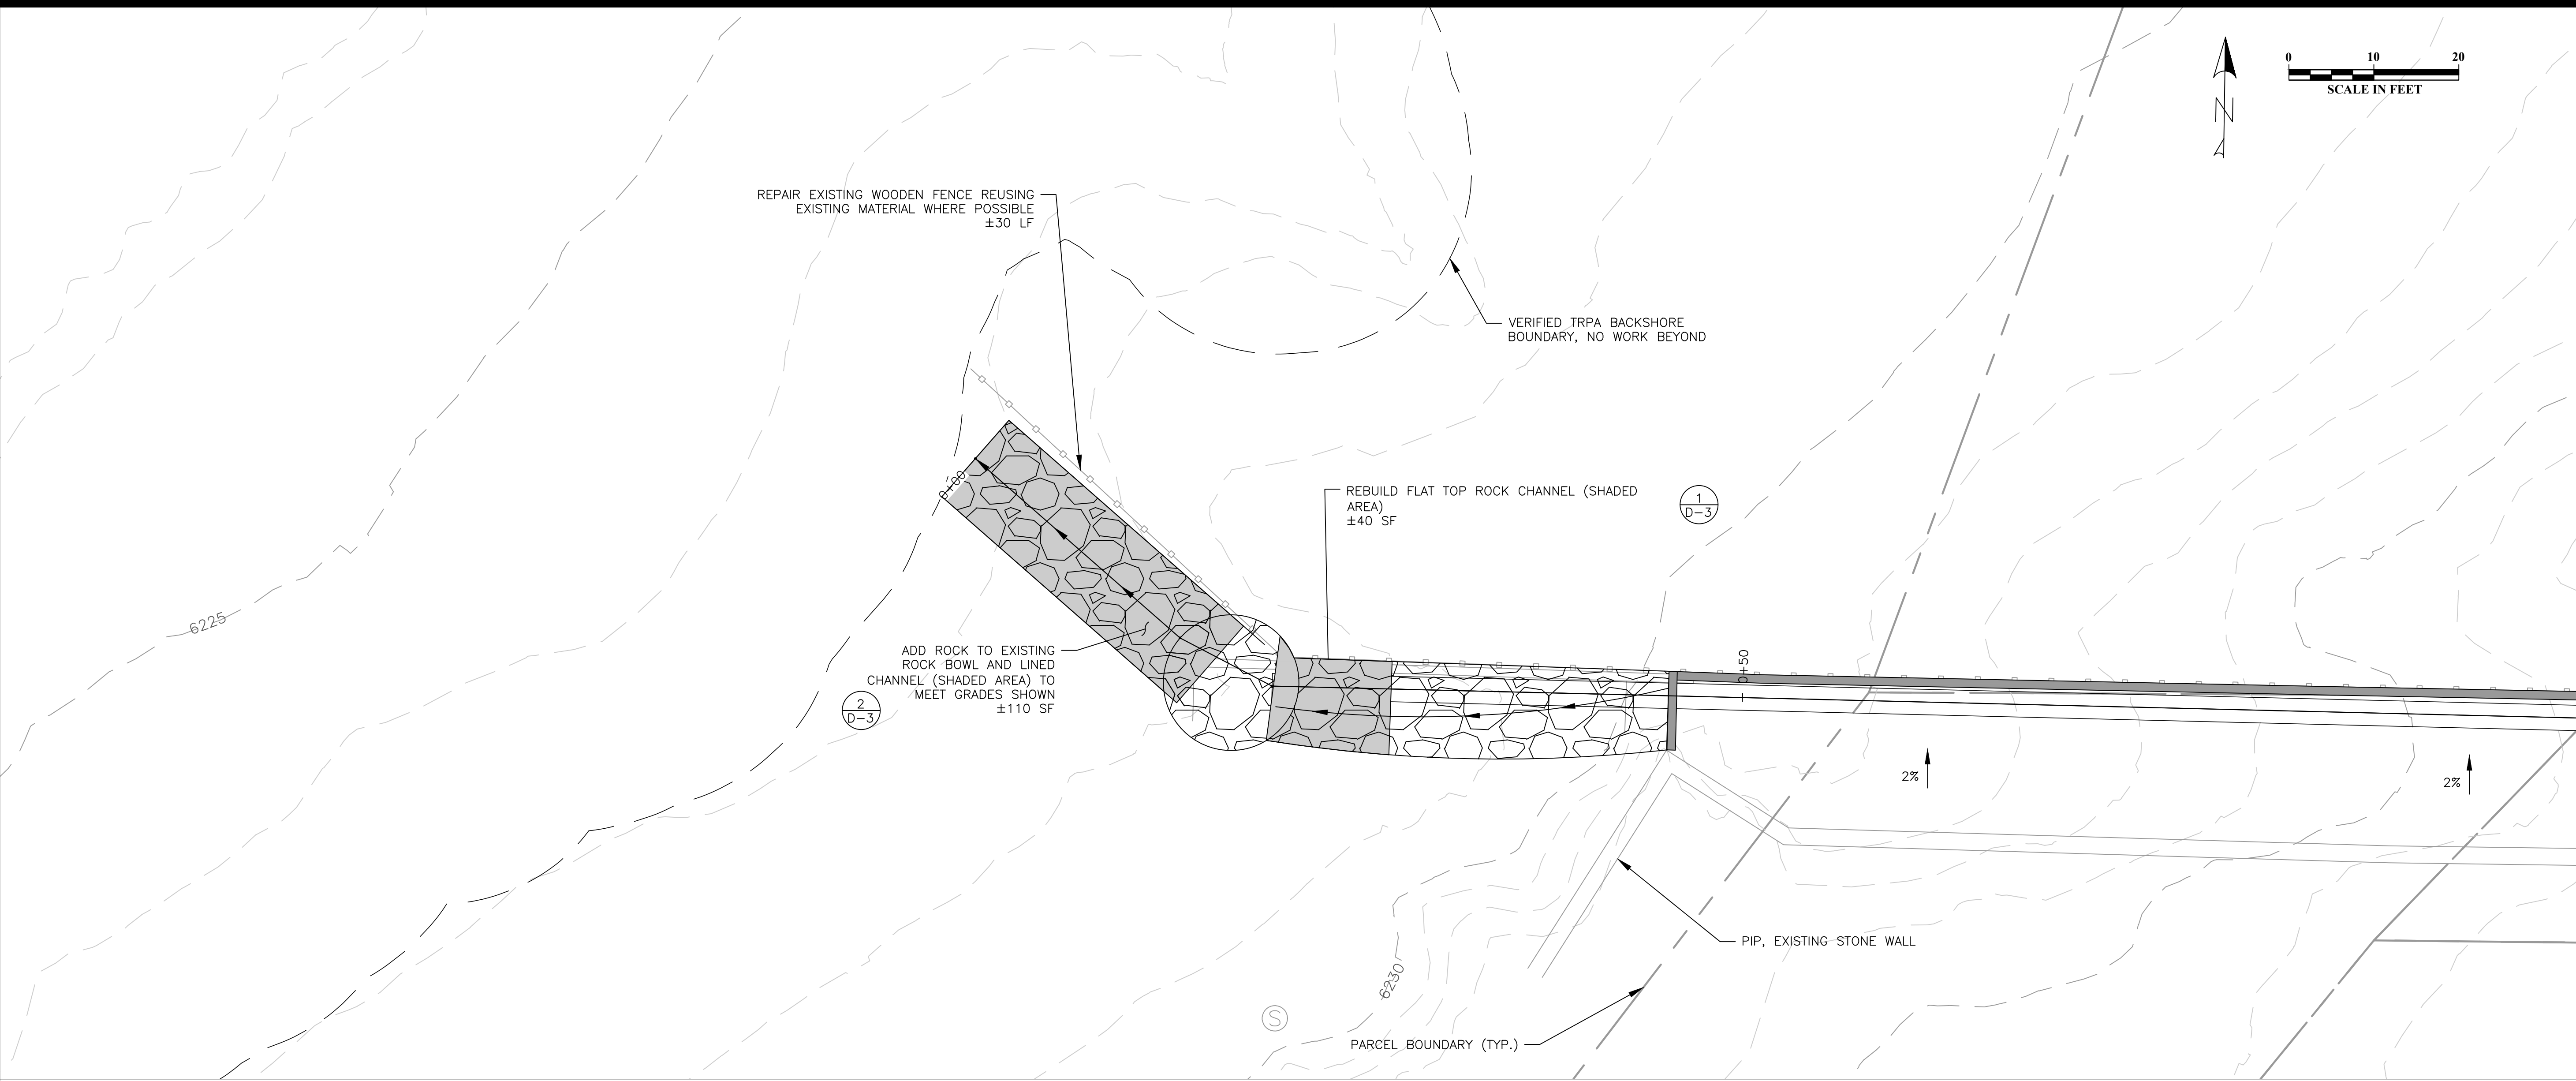 0 10 20
SCALE IN FEET
N
REPAIR EXISTING WOODEN FENCE REUSING
EXISTING MATERIAL WHERE POSSIBLE
±30 LF
VERIFIED TRPA BACKSHORE
BOUNDARY, NO WORK BEYOND
0+00
REBUILD FLAT TOP ROCK CHANNEL (SHADED
AREA)
±40 SF
1
D-3
6225
ADD ROCK TO EXISTING
ROCK BOWL AND LINED
CHANNEL (SHADED AREA) TO
MEET GRADES SHOWN
±110 SF
2
D-3
0+50
2%
2%
PIP, EXISTING STONE WALL
6230
S
PARCEL BOUNDARY (TYP.)